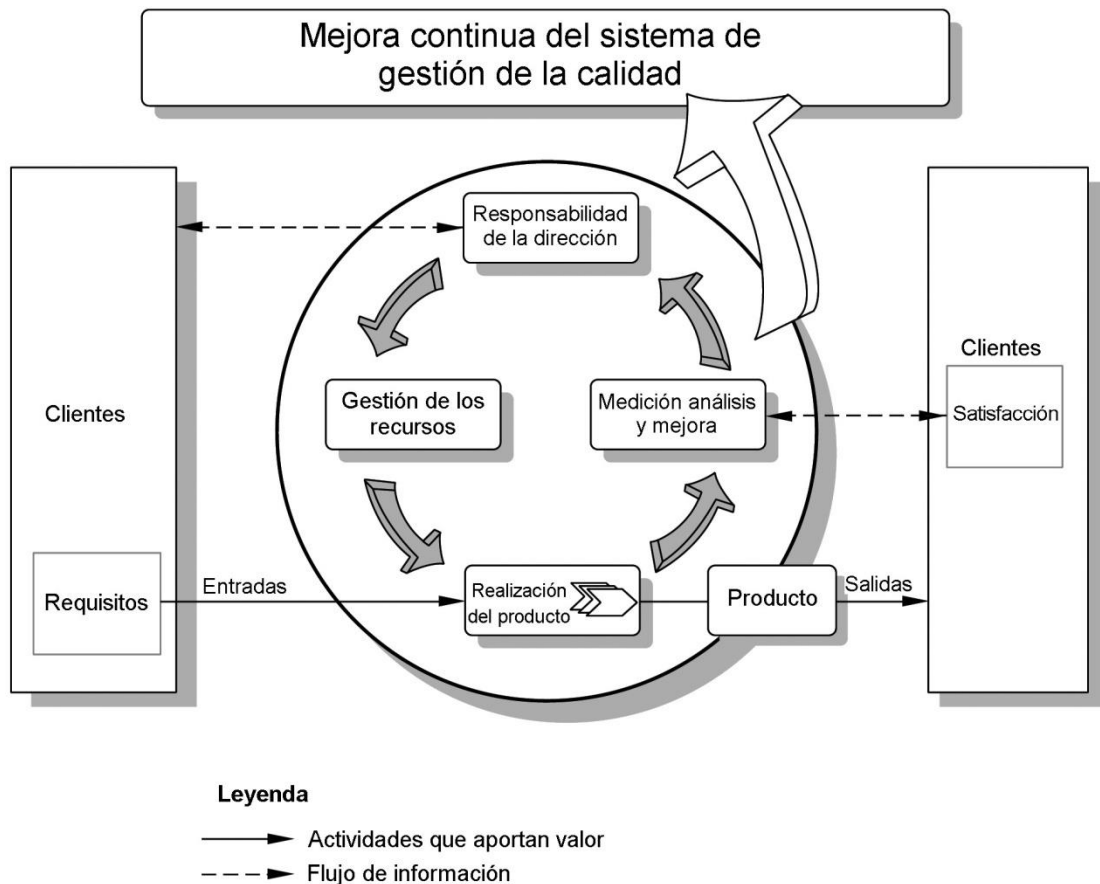 Mejora continua del sistema de
gestión de la calidad
Responsabilidad
de la dirección
Clientes
Gestión de los
recursos
Medición análisis
y mejora
Clientes
Satisfacción
Requisitos
Entradas
Realización
del producto
Producto
Salidas
Leyenda
Actividades que aportan valor
Flujo de información